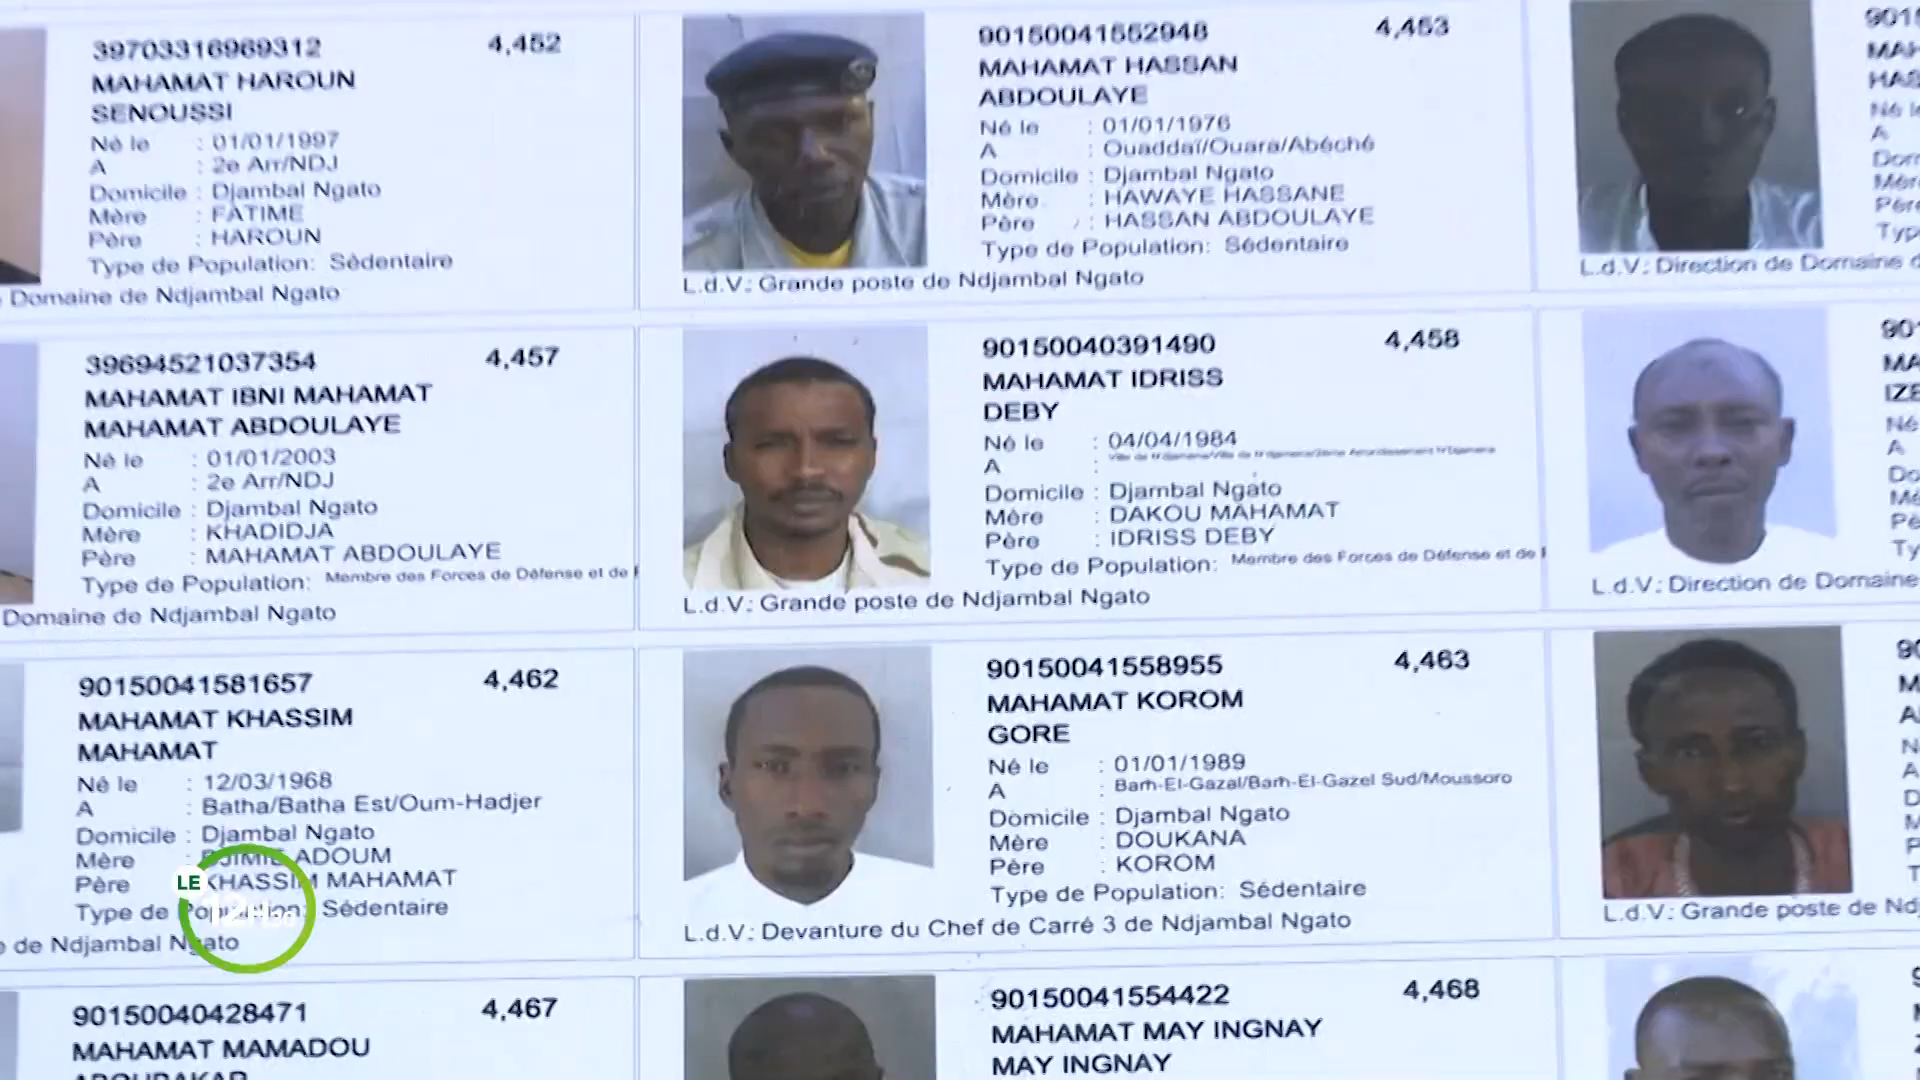 39703316969312 4,452
MAHAMAT HAROUN
SENOUSSI
Né le : 01/01/1997
A : 2e Arr/NDJ
Domicile : Djambal Ngato
Mère : FATIME
Père : HAROUN
Type de Population: Sédentaire
Domaine de Ndjambal Ngato
90150041552948 4,453
MAHAMAT HASSAN
ABDOULAYE
Né le : 01/01/1976
A : Ouaddaï/Ouara/Abéché
Domicile : Djambal Ngato
Mère : HAWAYE HASSANE
Père : HASSAN ABDOULAYE
Type de Population: Sédentaire
L.d.V.: Grande poste de Ndjambal Ngato
L.d.V.: Direction de Domaine
39694521037354 4,457
MAHAMAT IBNI MAHAMAT
MAHAMAT ABDOULAYE
Né le : 01/01/2003
A : 2e Arr/NDJ
Domicile : Djambal Ngato
Mère : KHADIDJA
Père : MAHAMAT ABDOULAYE
Type de Population: Membre des Forces de Défense et de
Domaine de Ndjambal Ngato
90150040391490 4,458
MAHAMAT IDRISS
DEBY
Né le : 04/04/1984
A :
Domicile : Djambal Ngato
Mère : DAKOU MAHAMAT
Père : IDRISS DEBY
Type de Population: Membre des Forces de Défense et de
L.d.V.: Grande poste de Ndjambal Ngato
L.d.V.: Direction de Domaine
90150041581657 4,462
MAHAMAT KHASSIM
MAHAMAT
Né le : 12/03/1968
A : Batha/Batha Est/Oum-Hadjer
Domicile : Djambal Ngato
Mère : ADOUM
Père : KHASSIM MAHAMAT
Type de Population: Sédentaire
de Ndjambal Ngato
90150041558955 4,463
MAHAMAT KOROM
GORE
Né le : 01/01/1989
A : Barh-El-Gazal/Barh-El-Gazel Sud/Moussoro
Domicile : Djambal Ngato
Mère : DOUKANA
Père : KOROM
Type de Population: Sédentaire
L.d.V.: Devanture du Chef de Carré 3 de Ndjambal Ngato
L.d.V.: Grande poste de
90150040428471 4,467
MAHAMAT MAMADOU
90150041554422 4,468
MAHAMAT MAY INGNAY
MAY INGNAY
LE